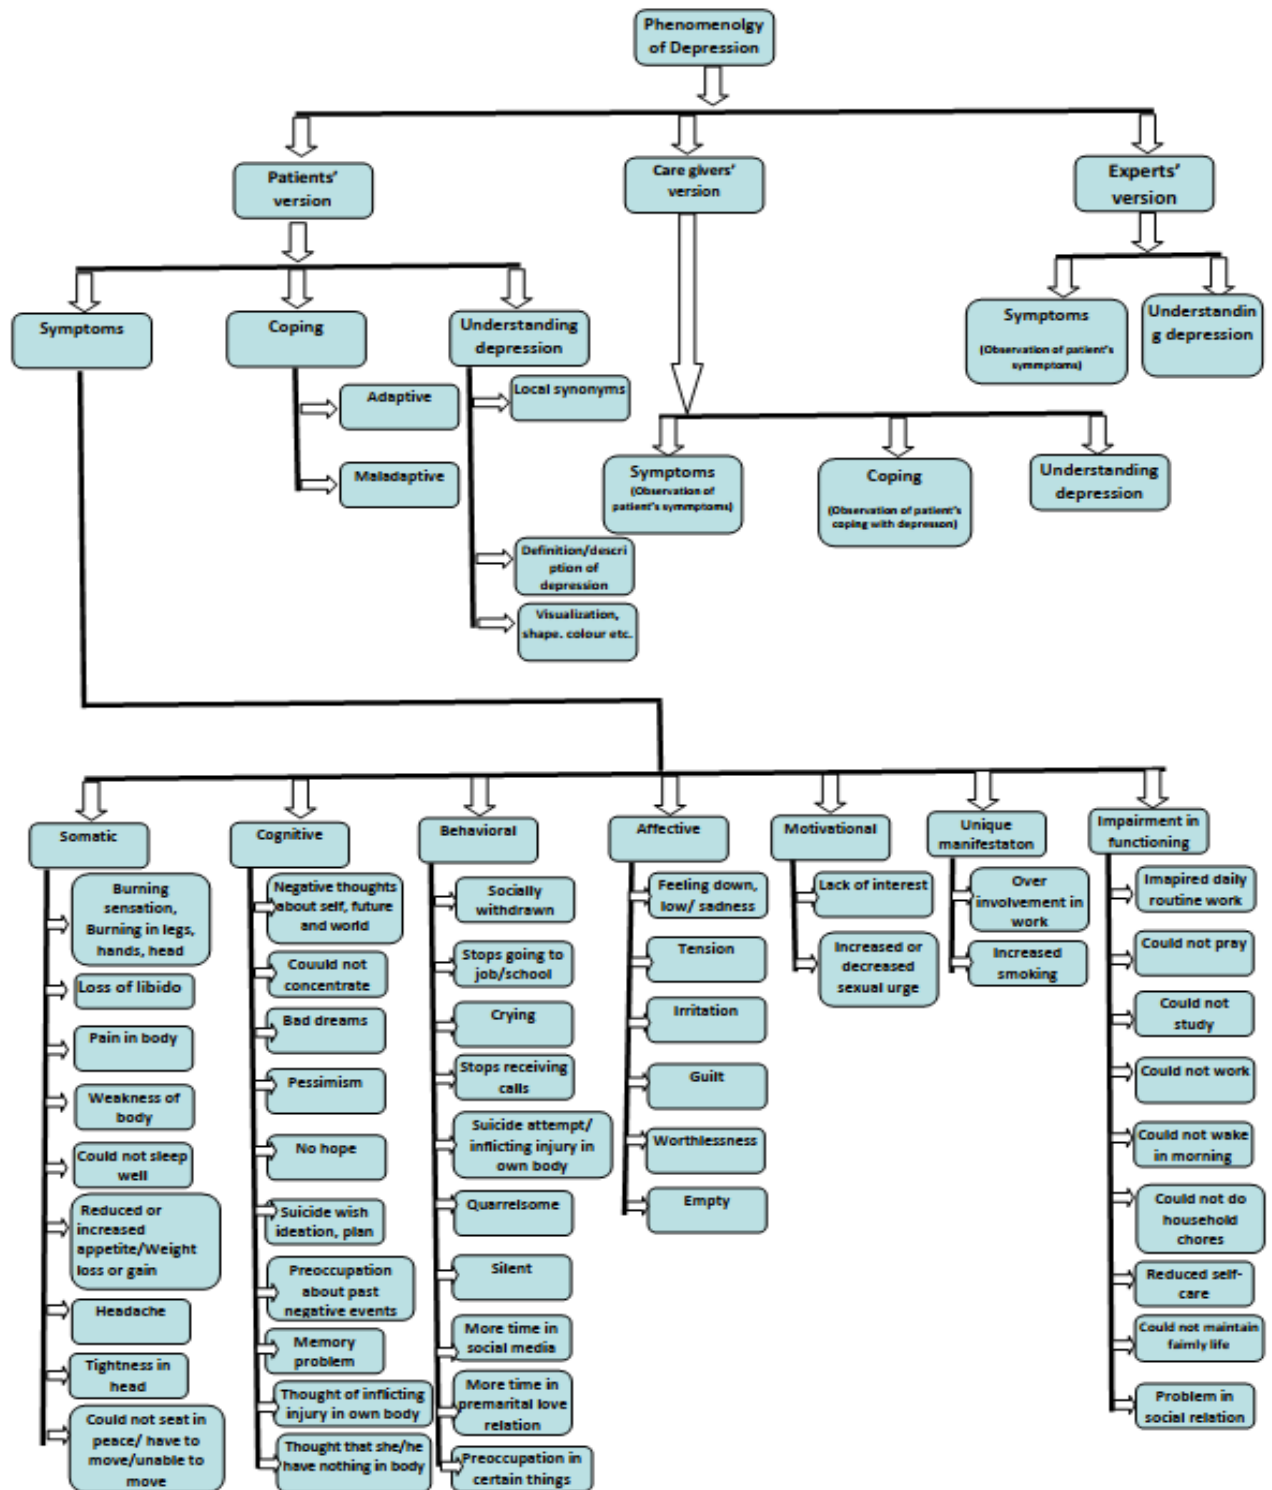 Phenomenolgy
of Depression
Patients’
version
Care givers’
version
Experts’
version
Symptoms
Coping
Understanding
depression
Symptoms
(Observation of patient’s
symmptoms)
Understandin
g depression
Adaptive
Maladaptive
Local synonyms
Definition/descri
ption of
depression
Visualization,
shape. colour etc.
Symptoms
(Observation of
patient’s symmptoms)
Coping
(Observation of patient’s
coping with depresson)
Understanding
depression
Somatic
Burning
sensation,
Burning in legs,
hands, head
Loss of libido
Pain in body
Weakness of
body
Could not sleep
well
Reduced or
increased
appetite/Weight
loss or gain
Headache
Tightness in
head
Could not seat in
peace/ have to
move/unable to
move
Cognitive
Negative thoughts
about self, future
and world
Couuld not
concentrate
Bad dreams
Pessimism
No hope
Suicide wish
ideation, plan
Preoccupation
about past
negative events
Memory
problem
Thought of inflicting
injury in own body
Thought that she/he
have nothing in body
Behavioral
Socially
withdrawn
Stops going to
job/school
Crying
Stops receiving
calls
Suicide attempt/
inflicting injury in
own body
Quarrelsome
Silent
More time in
social media
More time in
premarital love
relation
Preoccupation in
certain things
Affective
Feeling down,
low/ sadness
Tension
Irritation
Guilt
Worthlessness
Empty
Motivational
Lack of interest
Increased or
decreased
sexual urge
Unique
manifestaton
Over
involvement in
work
Increased
smoking
Impairment in
functioning
Imapired daily
routine work
Could not pray
Could not
study
Could not work
Could not wake
in morning
Could not do
household
chores
Reduced self-
care
Could not maintain
faimly life
Problem in
social relation